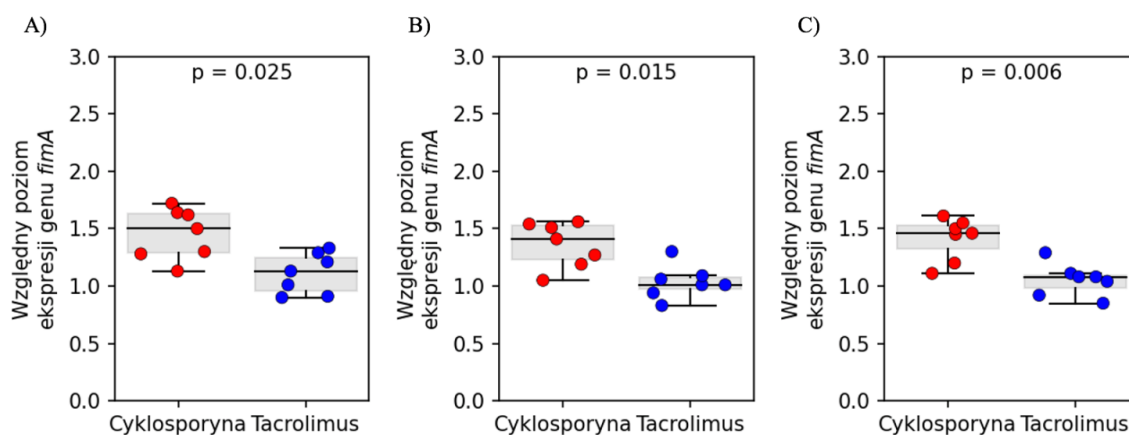 A)
Względny poziom
ekspresji genu fimA
3.0
2.5
2.0
1.5
1.0
0.5
0.0
p = 0.025
Cyklosporyna Tacrolimus
B)
Względny poziom
ekspresji genu fimA
3.0
2.5
2.0
1.5
1.0
0.5
0.0
p = 0.015
Cyklosporyna Tacrolimus
C)
Względny poziom
ekspresji genu fimA
3.0
2.5
2.0
1.5
1.0
0.5
0.0
p = 0.006
Cyklosporyna Tacrolimus